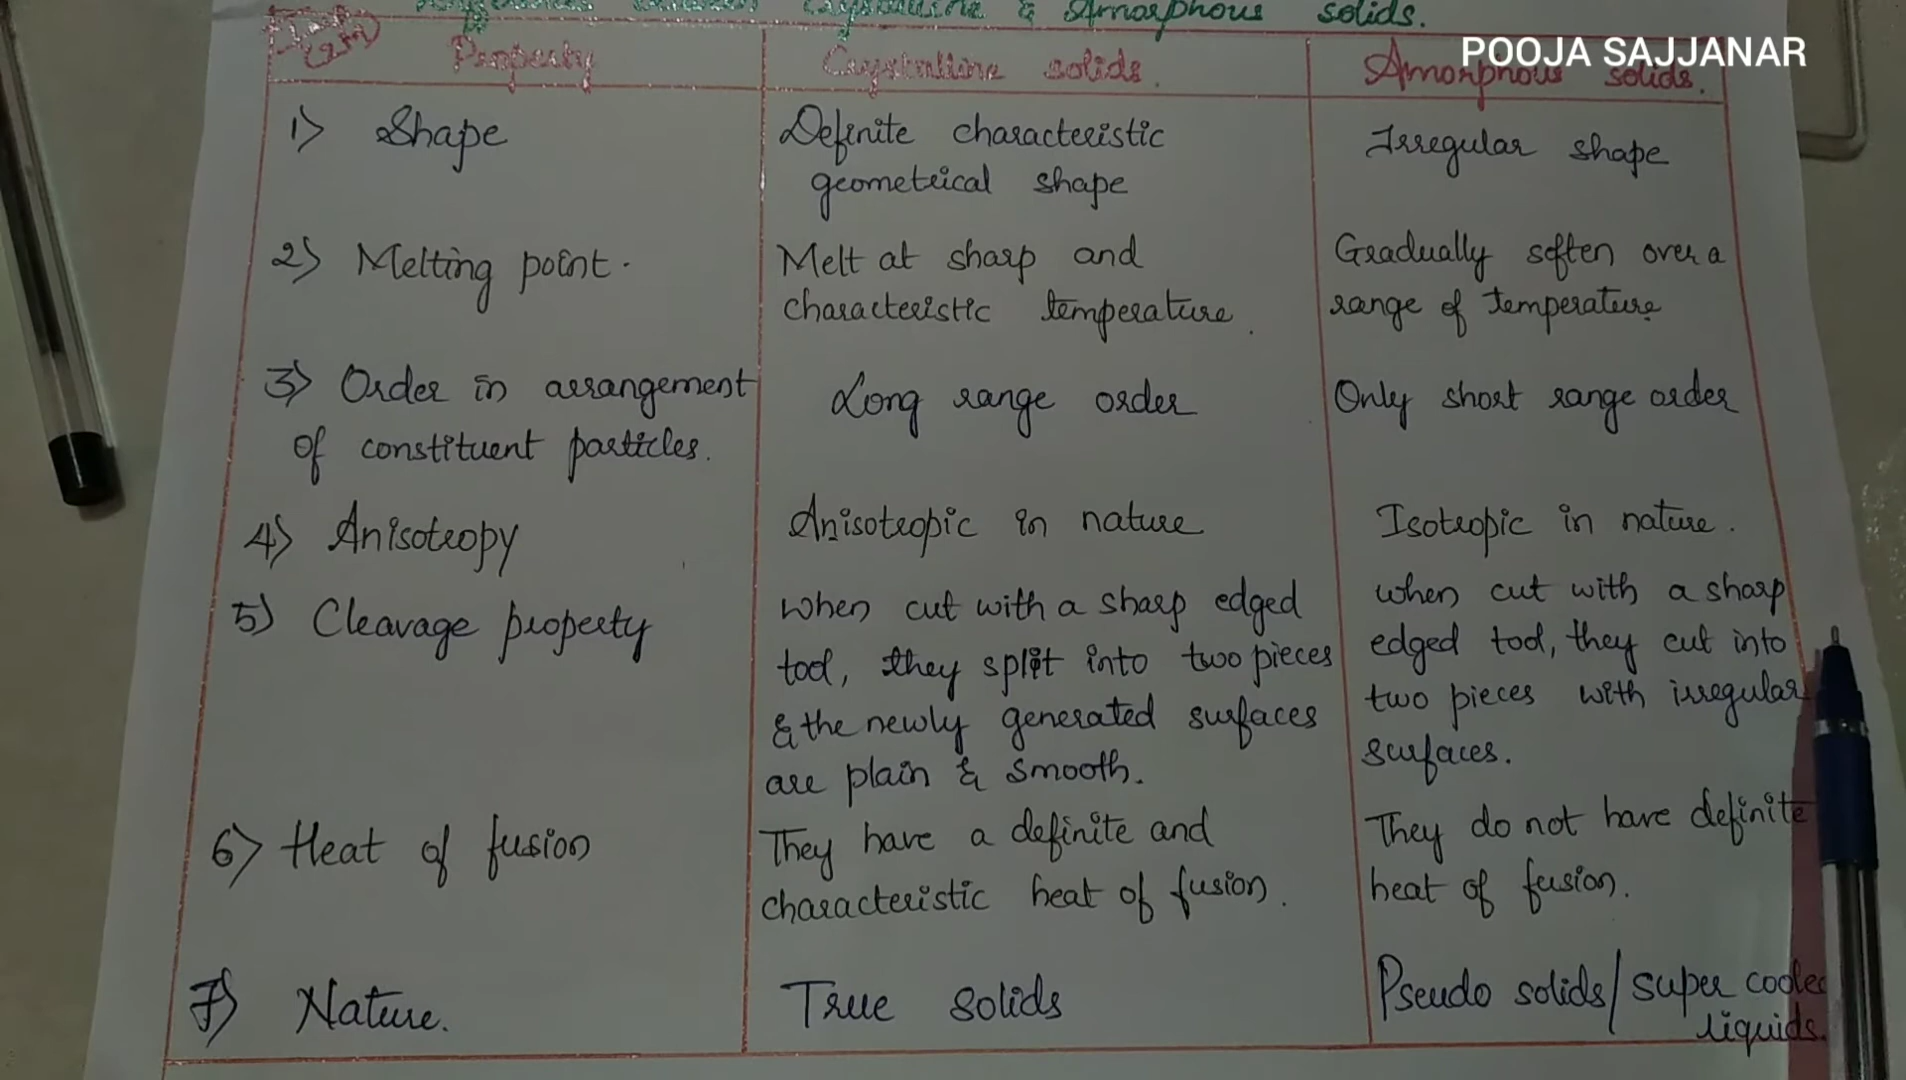 Differences between Crystalline & Amorphous solids.
POOJA SAJJANAR
(2M)
Property
Crystalline solids.
Amorphous solids.
1) Shape
Definite characteristic
geometrical shape
Irregular shape
2) Melting point.
Melt at sharp and
characteristic temperature.
Gradually soften over a
range of temperature
3) Order in arrangement
of constituent particles.
Long range order
Only short range order
4) Anisotropy
Anisotropic in nature
Isotropic in nature.
5) Cleavage property
when cut with a sharp edged
tool, they split into two pieces
& the newly generated surfaces
are plain & smooth.
when cut with a sharp
edged tool, they cut into
two pieces with irregular
surfaces.
6) Heat of fusion
They have a definite and
characteristic heat of fusion.
They do not have definite
heat of fusion.
7) Nature.
True solids
Pseudo solids/super cooled
liquids.